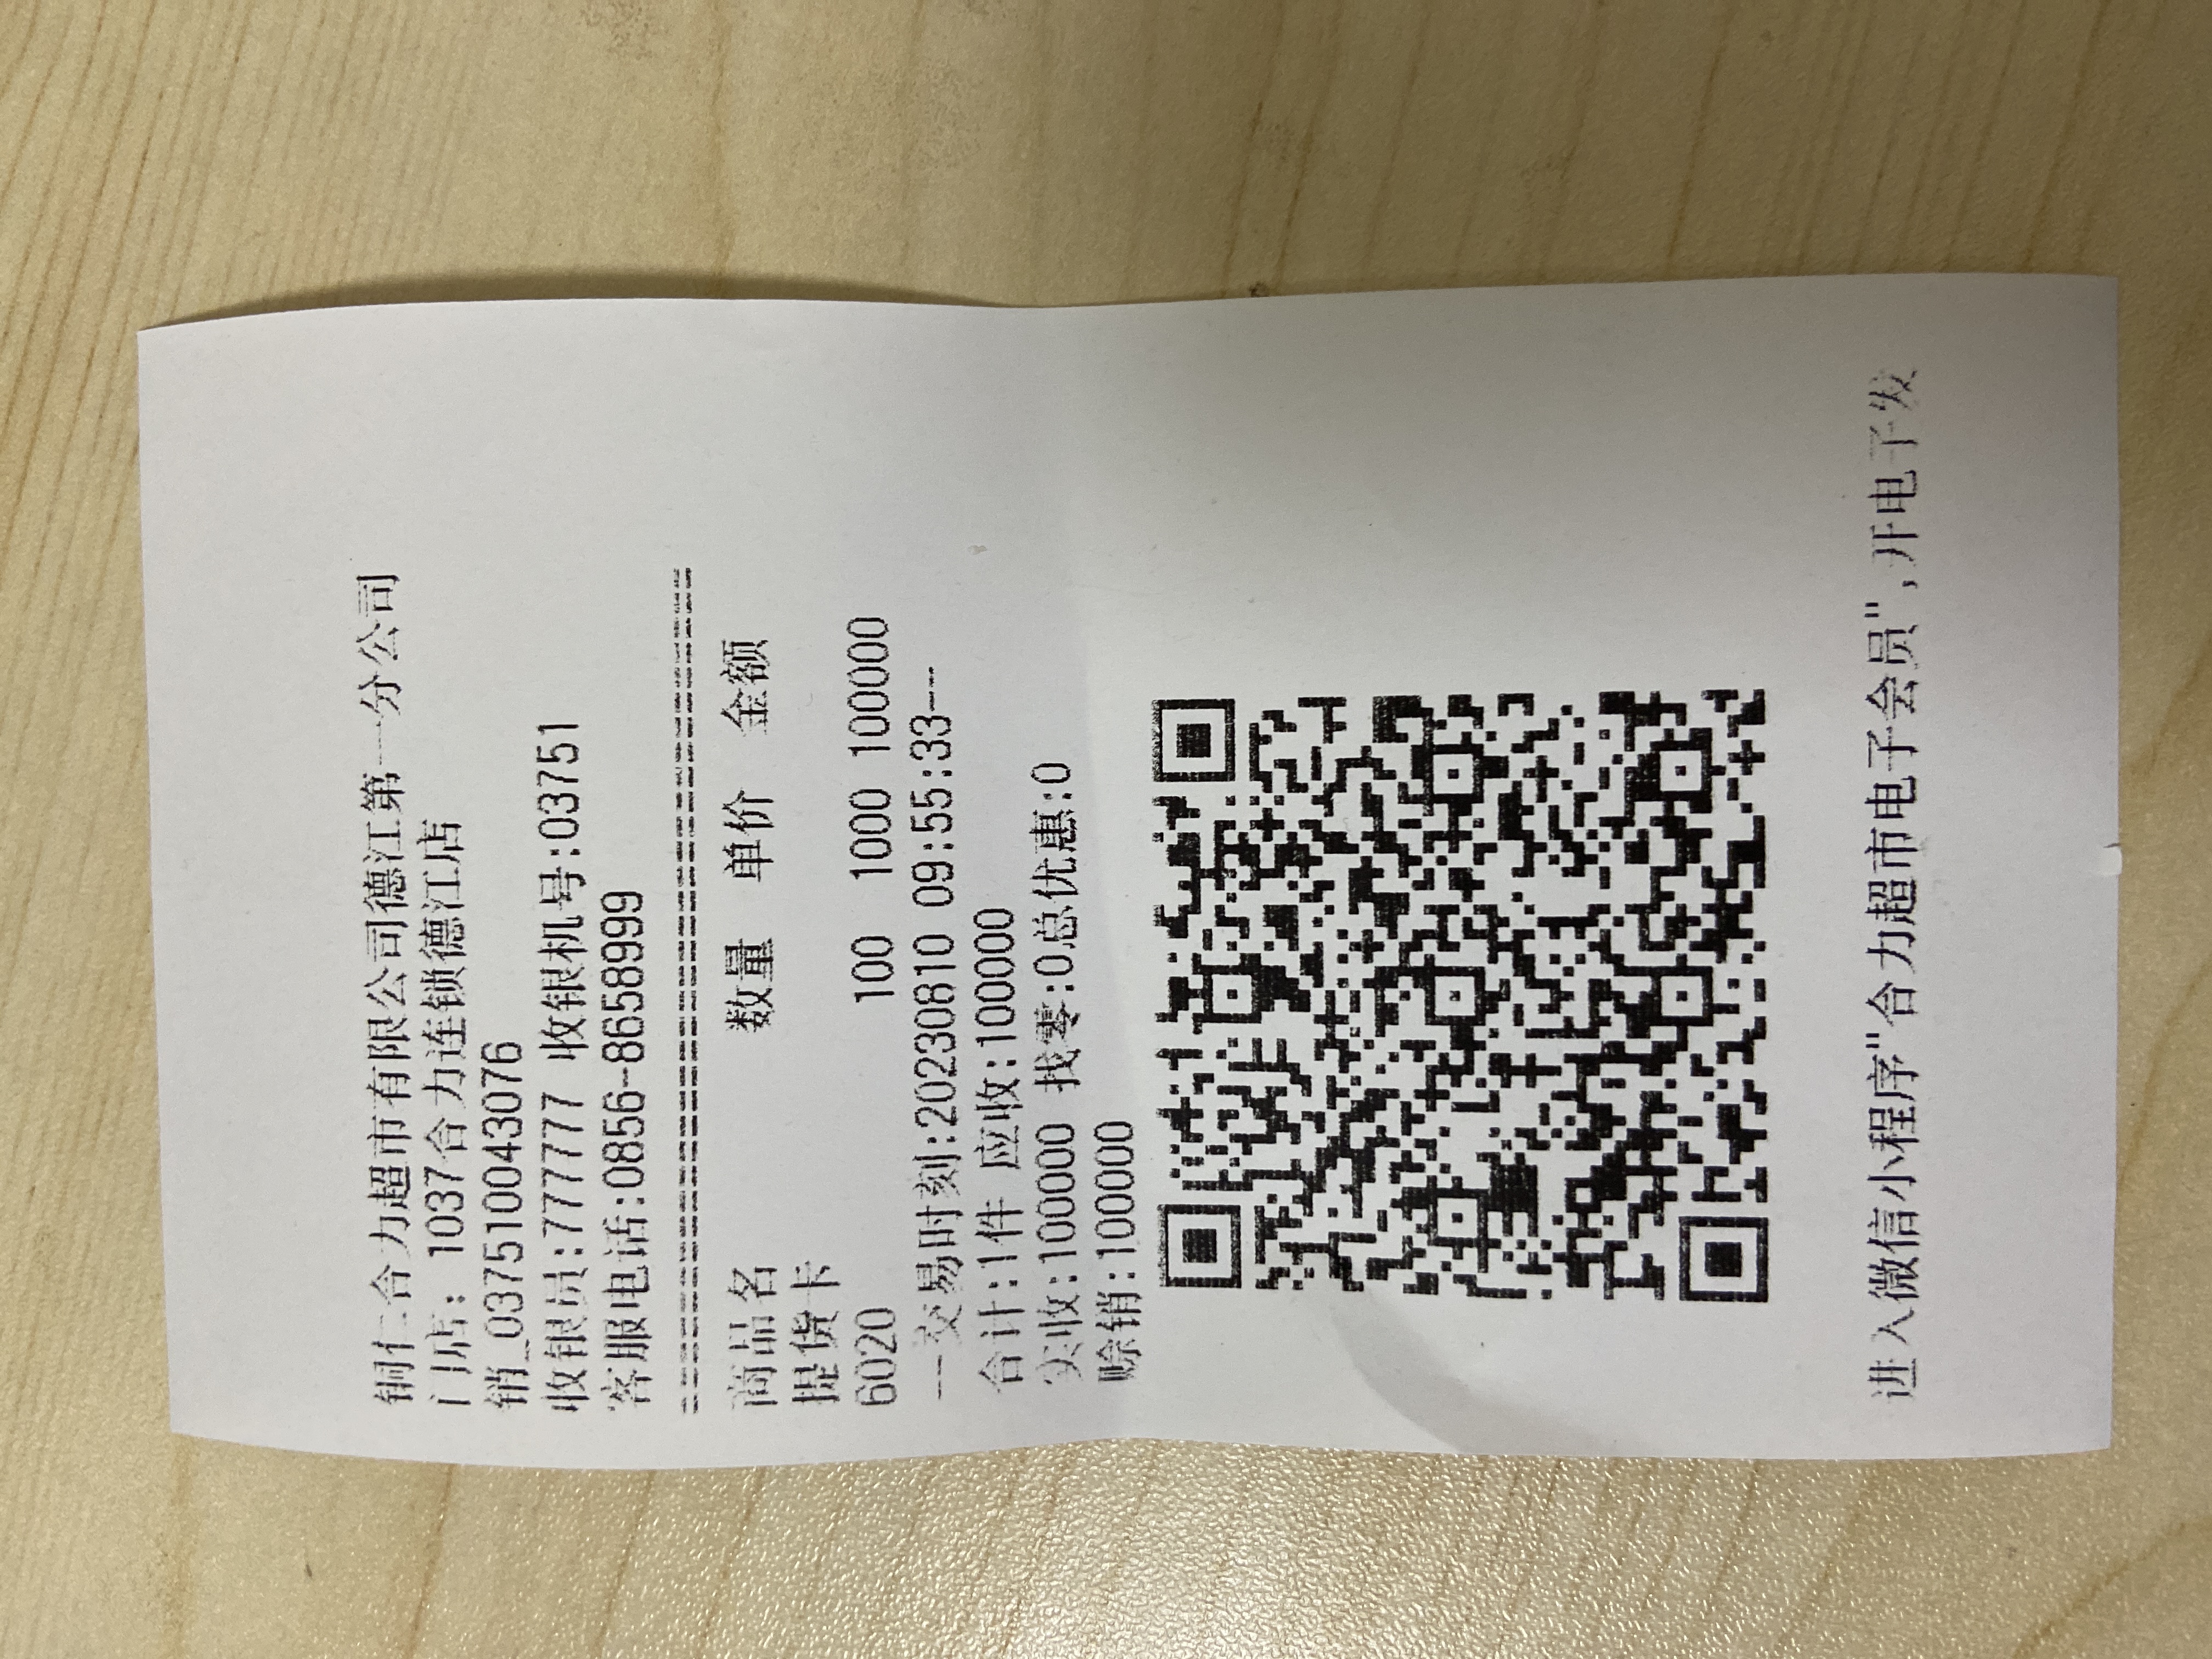 铜仁合力超市有限公司德江第一分公司
门店: 1037合力连锁德江店
销_037510043076
收银员:777777 收银机号:03751
客服电话:0856-8658999
================================
商品名 数量 单价 金额
提货卡
6020 100 1000 100000
---交易时刻:20230810 09:55:33---
合计:1件 应收:100000
实收:100000 找零:0总优惠:0
赊销:100000
进入微信小程序"合力超市电子会员",开电子发